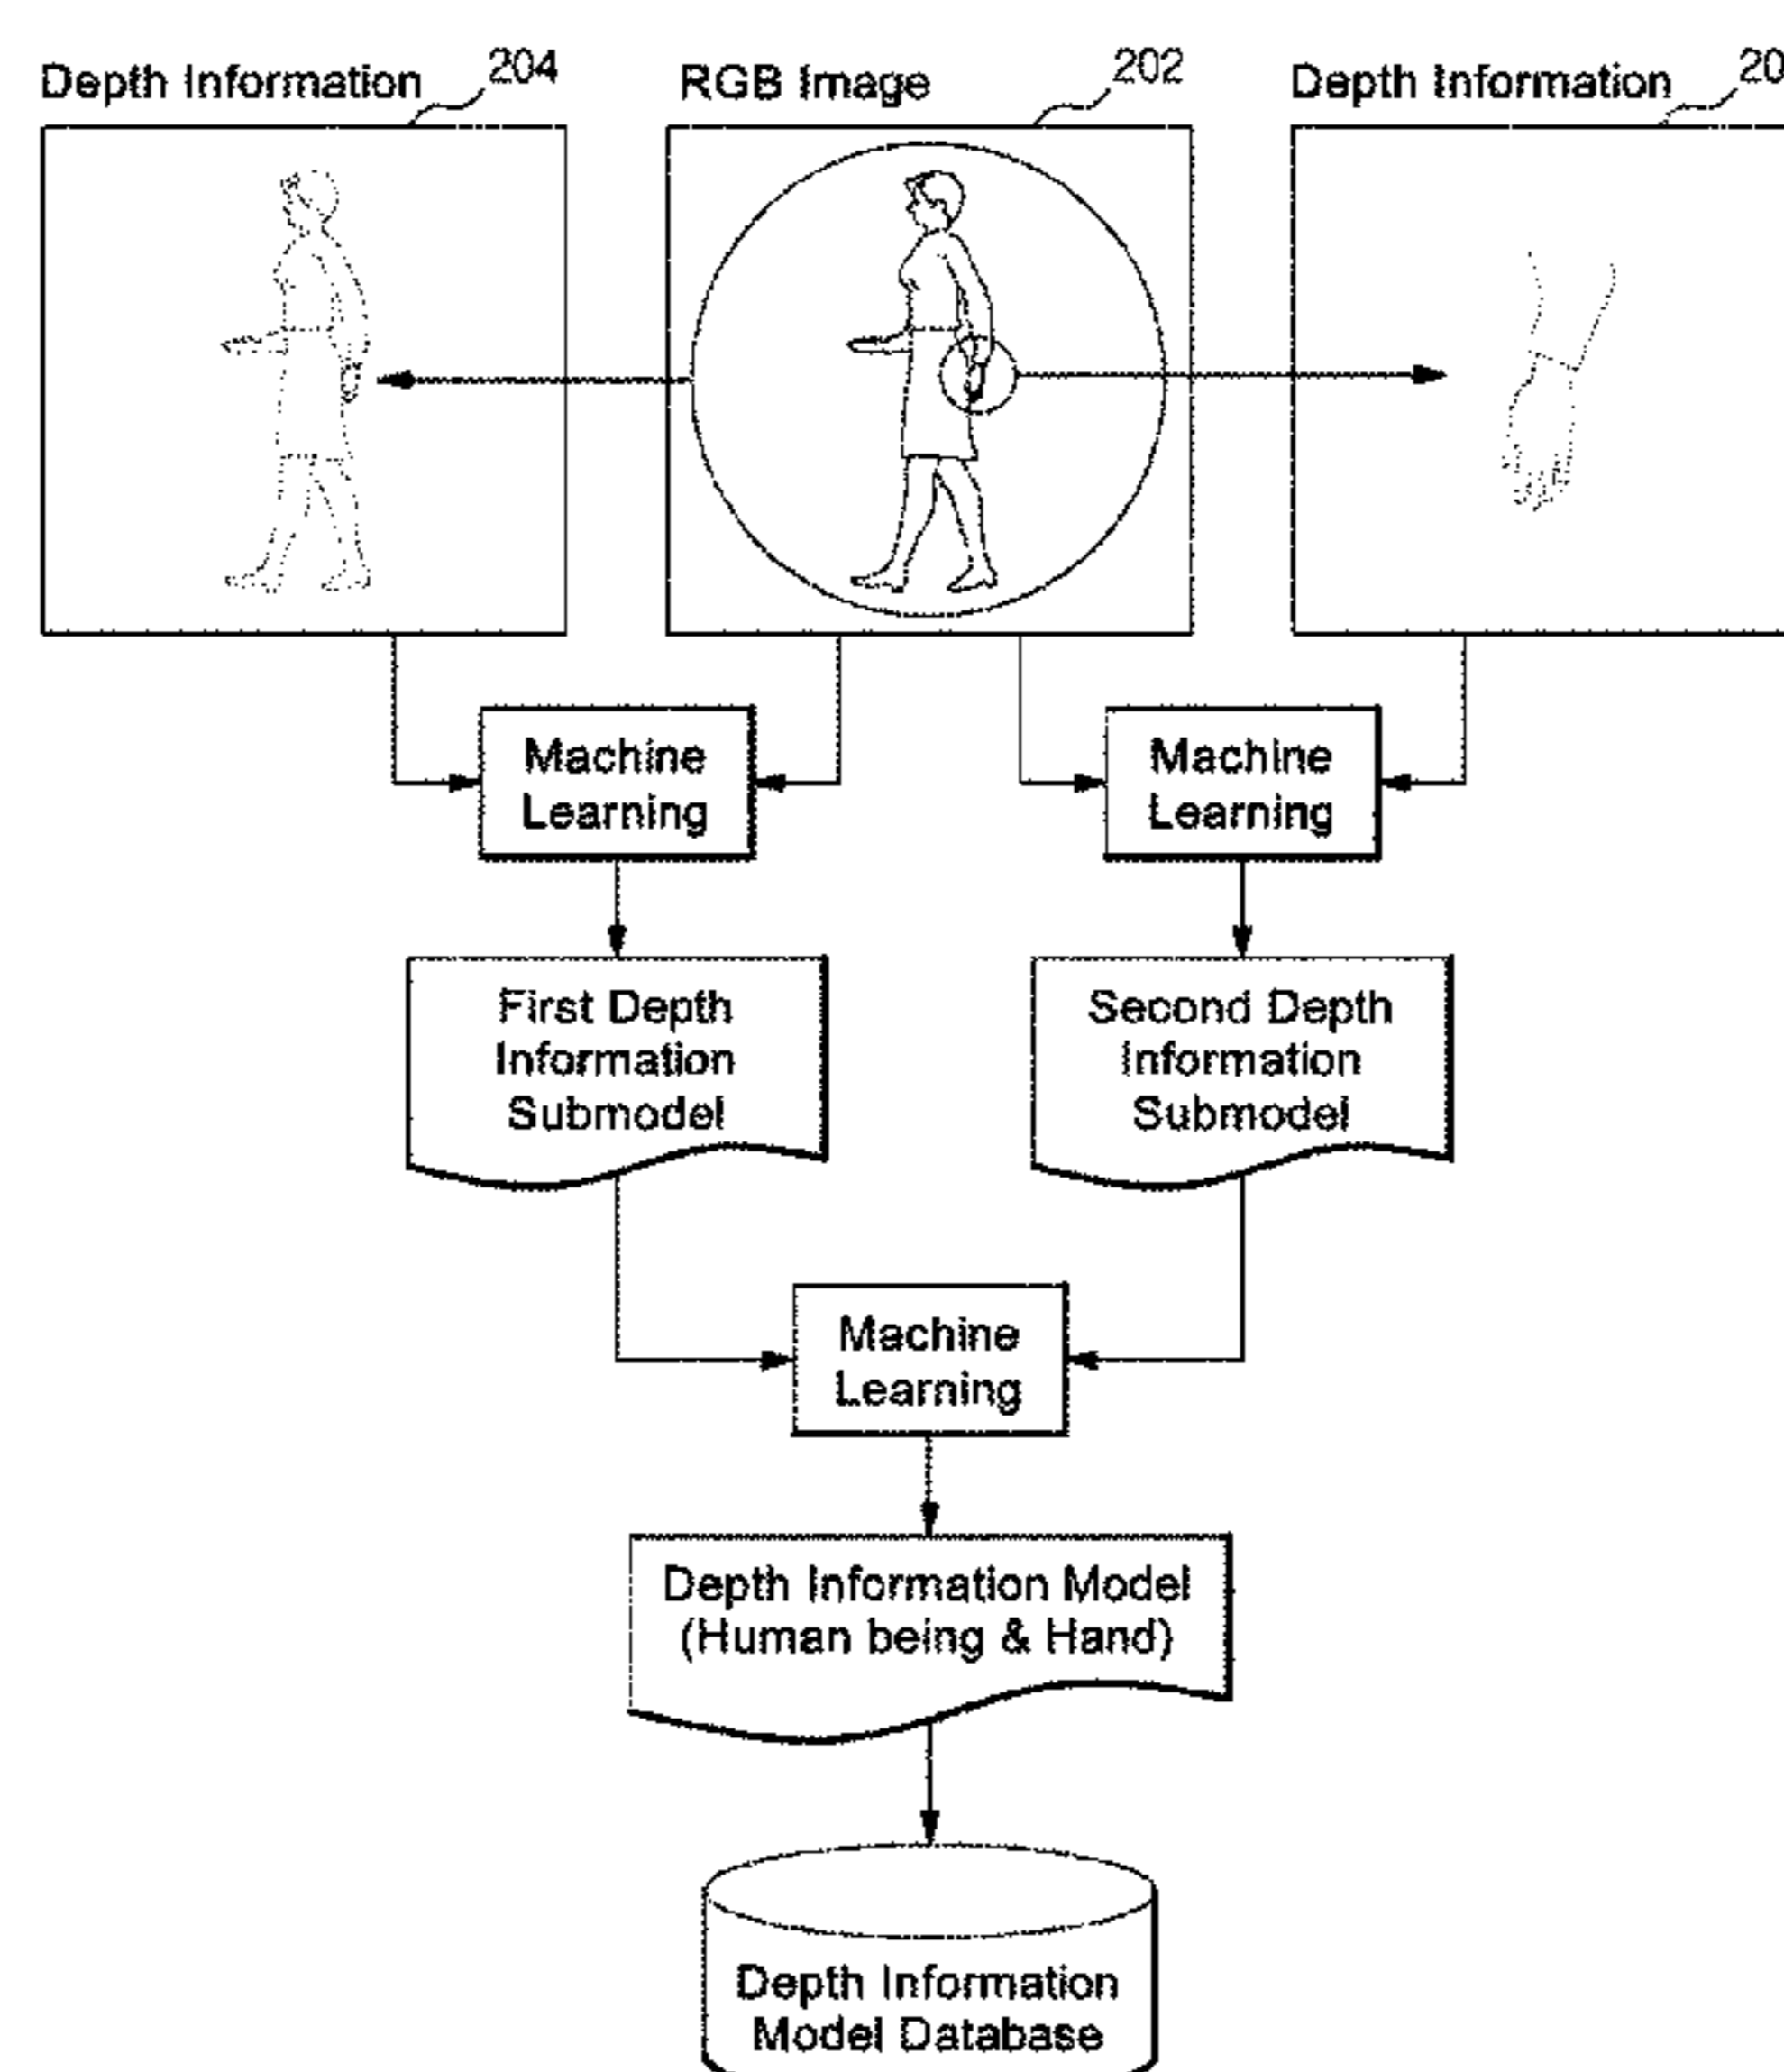 Depth Information 204
RGB Image 202
Depth Information
Machine
Learning
Machine
Learning
First Depth
Information
Submodel
Second Depth
Information
Submodel
Machine
Learning
Depth Information Model
(Human being & Hand)
Depth Information
Model Database